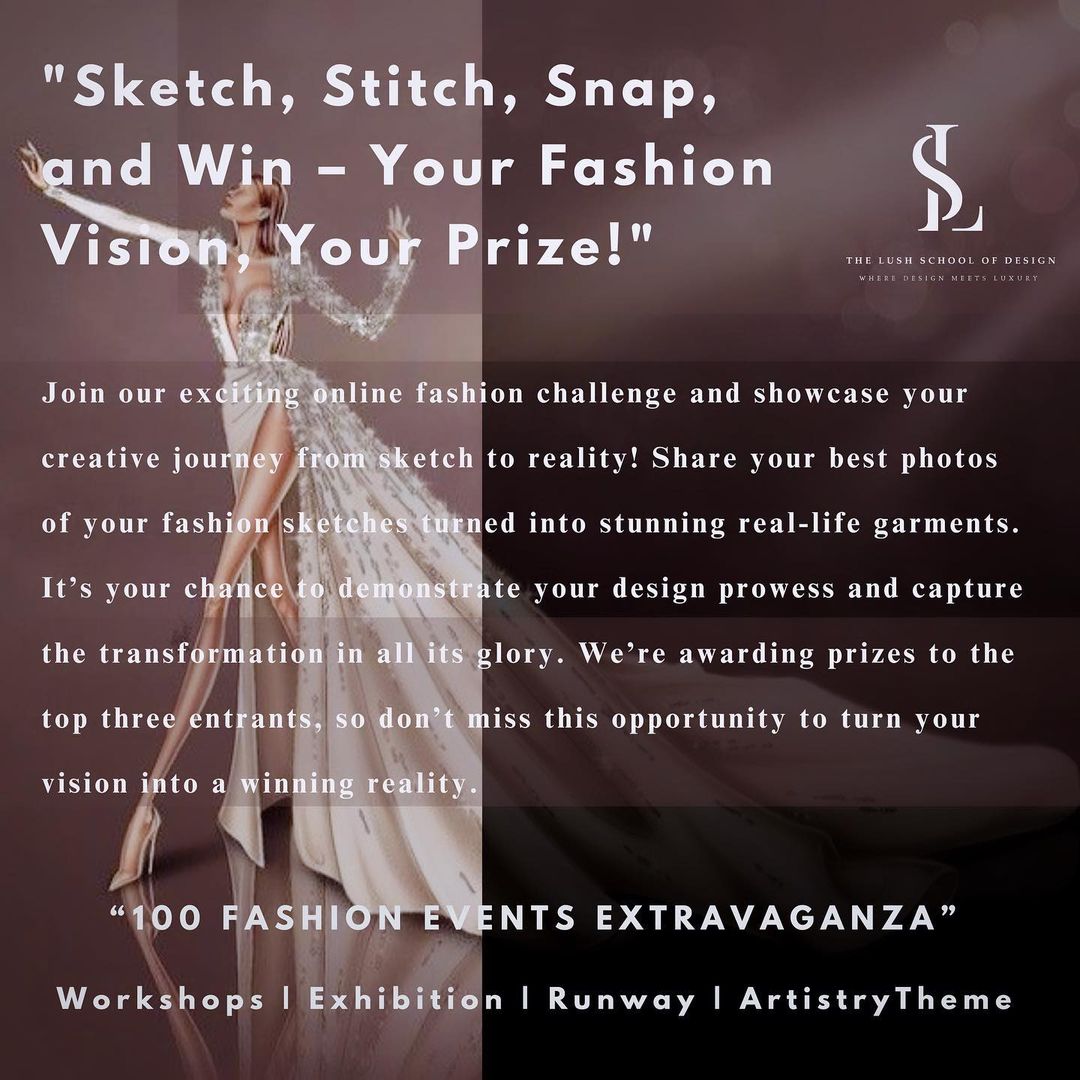 "Sketch, Stitch, Snap,
and Win – Your Fashion
Vision, Your Prize!"
SL
THE LUSH SCHOOL OF DESIGN
WHERE DESIGN MEETS LUXURY
Join our exciting online fashion challenge and showcase your
creative journey from sketch to reality! Share your best photos
of your fashion sketches turned into stunning real-life garments.
It’s your chance to demonstrate your design prowess and capture
the transformation in all its glory. We’re awarding prizes to the
top three entrants, so don’t miss this opportunity to turn your
vision into a winning reality.
“100 FASHION EVENTS EXTRAVAGANZA”
Workshops | Exhibition | Runway | ArtistryTheme